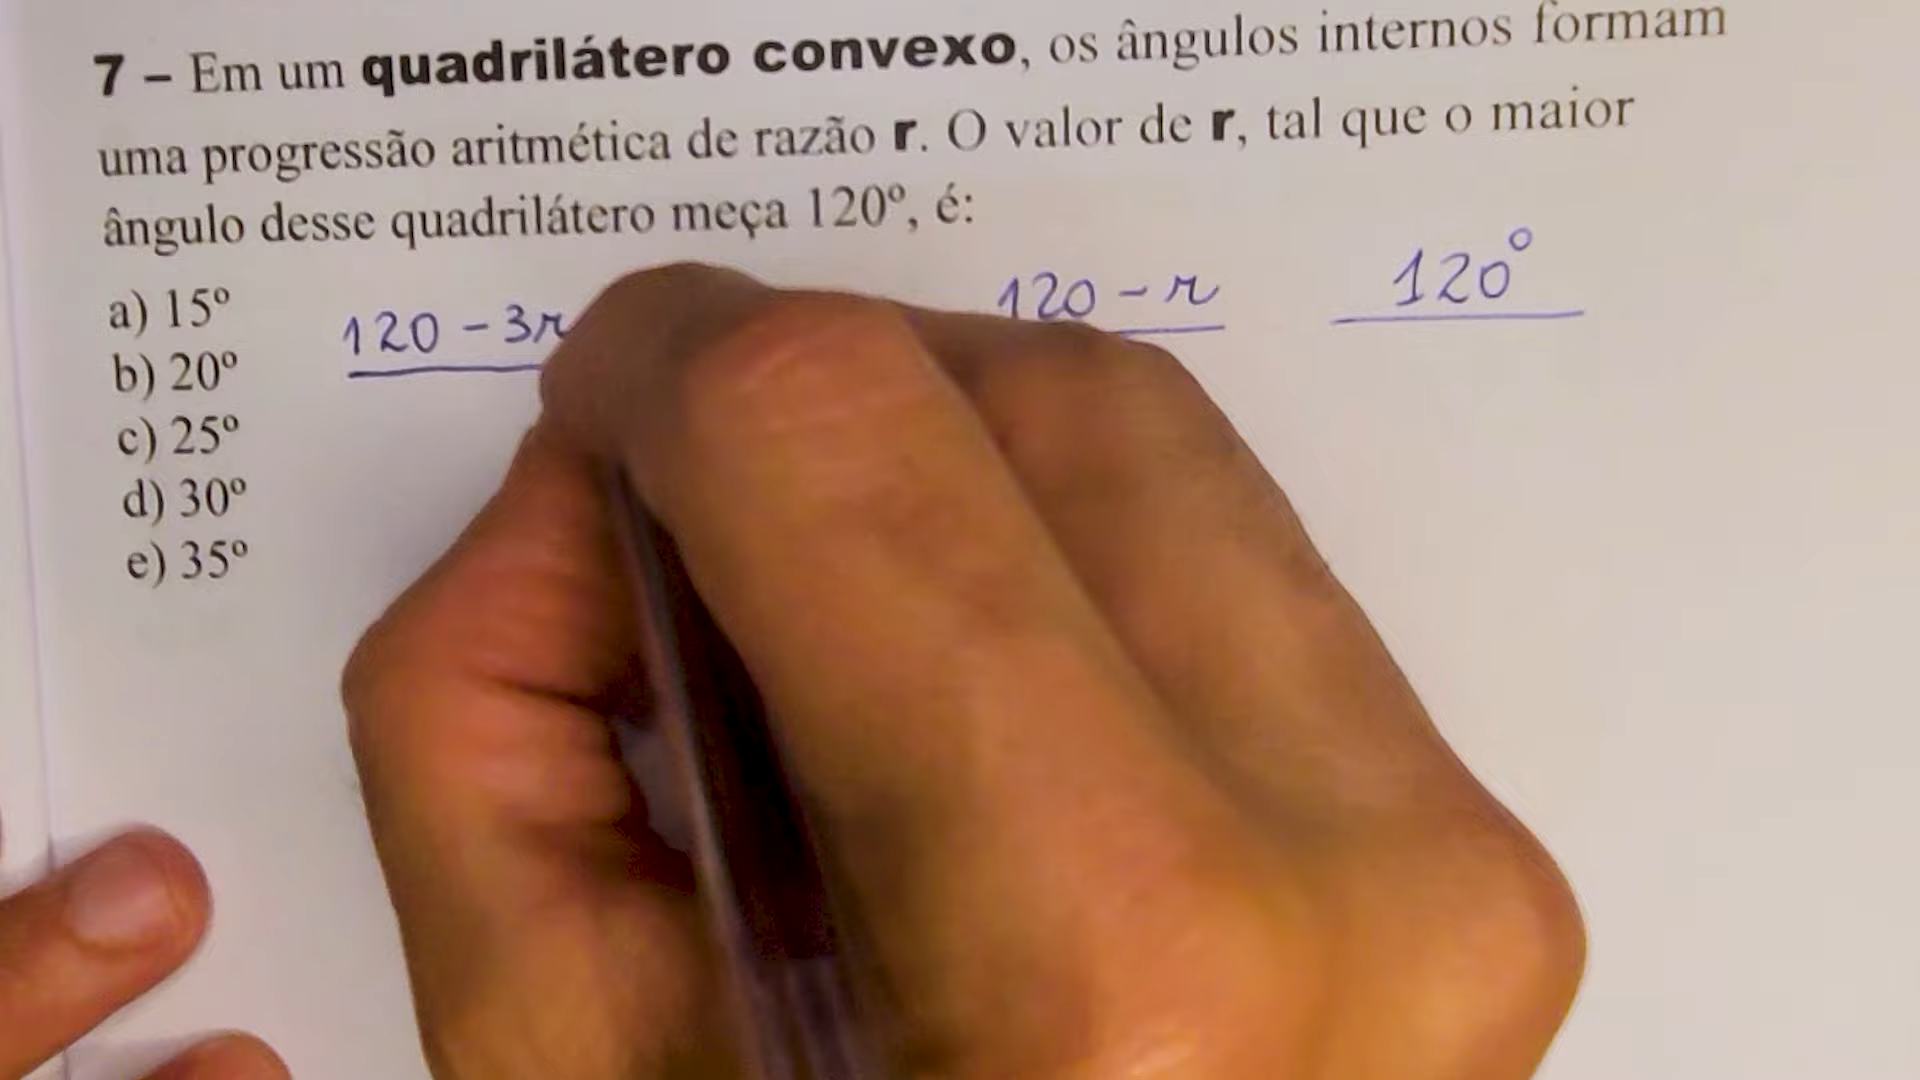 7 – Em um quadrilátero convexo, os ângulos internos formam
uma progressão aritmética de razão r. O valor de r, tal que o maior
ângulo desse quadrilátero meça 120º, é:
a) 15º
b) 20º
c) 25º
d) 30º
e) 35º
120 - 3r
120 - r
120°